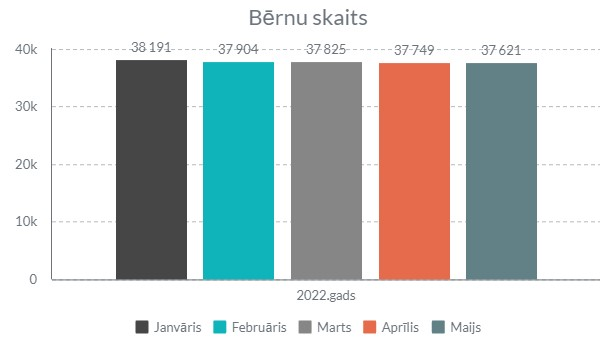 Bērnu skaits
40k
38 191
37 904
37 825
37 749
37 621
30k
20k
10k
0
2022.gads
Janvāris Februāris Marts Aprīlis Maijs